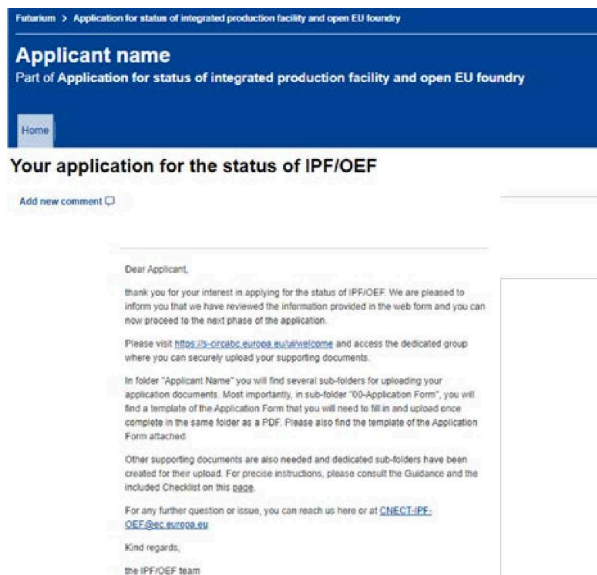 Futurium > Application for status of integrated production facility and open EU foundry
Applicant name
Part of Application for status of integrated production facility and open EU foundry
Home
Your application for the status of IPF/OEF
Add new comment
Dear Applicant,
thank you for your interest in applying for the status of IPF/OEF. We are pleased to
inform you that we have reviewed the information provided in the web form and you can
now proceed to the next phase of the application.
Please visit https://s-circabc.europa.eu/ui/welcome and access the dedicated group
where you can securely upload your supporting documents.
In folder "Applicant Name" you will find several sub-folders for uploading your
application documents. Most importantly, in sub-folder "00-Application Form", you will
find a template of the Application Form that you will need to fill in and upload once
complete in the same folder as a PDF. Please also find the template of the Application
Form attached.
Other supporting documents are also needed and dedicated sub-folders have been
created for their upload. For precise instructions, please consult the Guidance and the
included Checklist on this page.
For any further question or issue, you can reach us here or at CNECT-IPF-
OEF@ec.europa.eu
Kind regards,
the IPF/OEF team